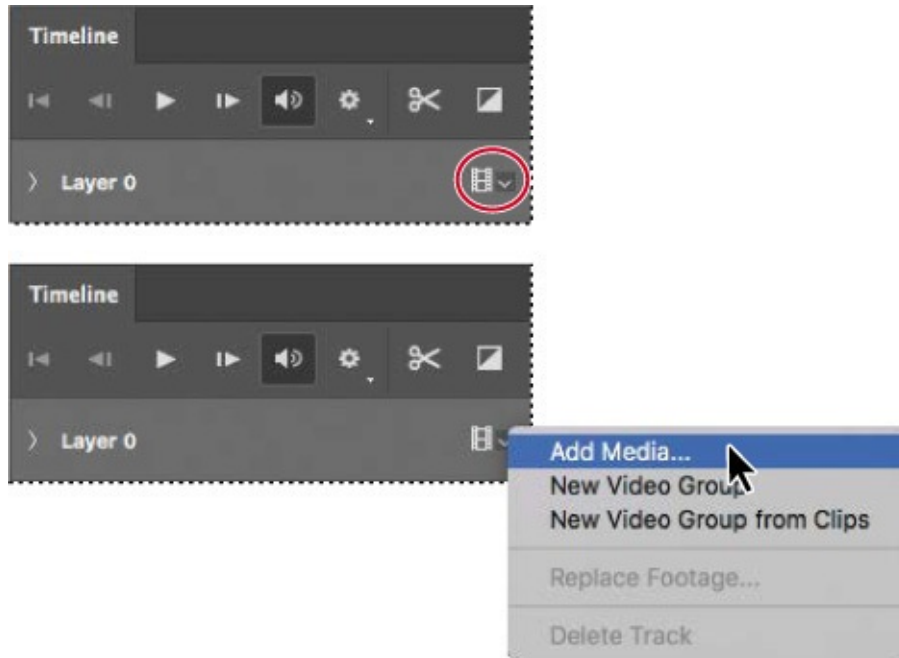 Timeline
Layer 0
Timeline
Layer 0
Add Media...
New Video Group
New Video Group from Clips
Replace Footage...
Delete Track